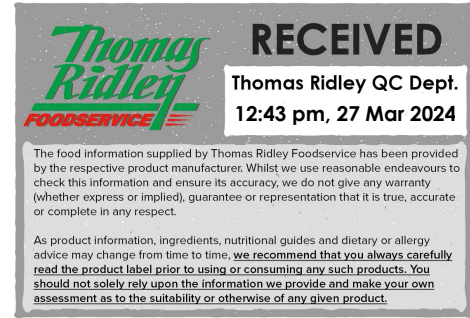 Thomas
Ridley
FOODSERVICE
RECEIVED
Thomas Ridley QC Dept.
12:43 pm, 27 Mar 2024
The food information supplied by Thomas Ridley Foodservice has been provided
by the respective product manufacturer. Whilst we use reasonable endeavours to
check this information and ensure its accuracy, we do not give any warranty
(whether express or implied), guarantee or representation that it is true, accurate
or complete in any respect.
As product information, ingredients, nutritional guides and dietary or allergy
advice may change from time to time, we recommend that you always carefully
read the product label prior to using or consuming any such products. You
should not solely rely upon the information we provide and make your own
assessment as to the suitability or otherwise of any given product.